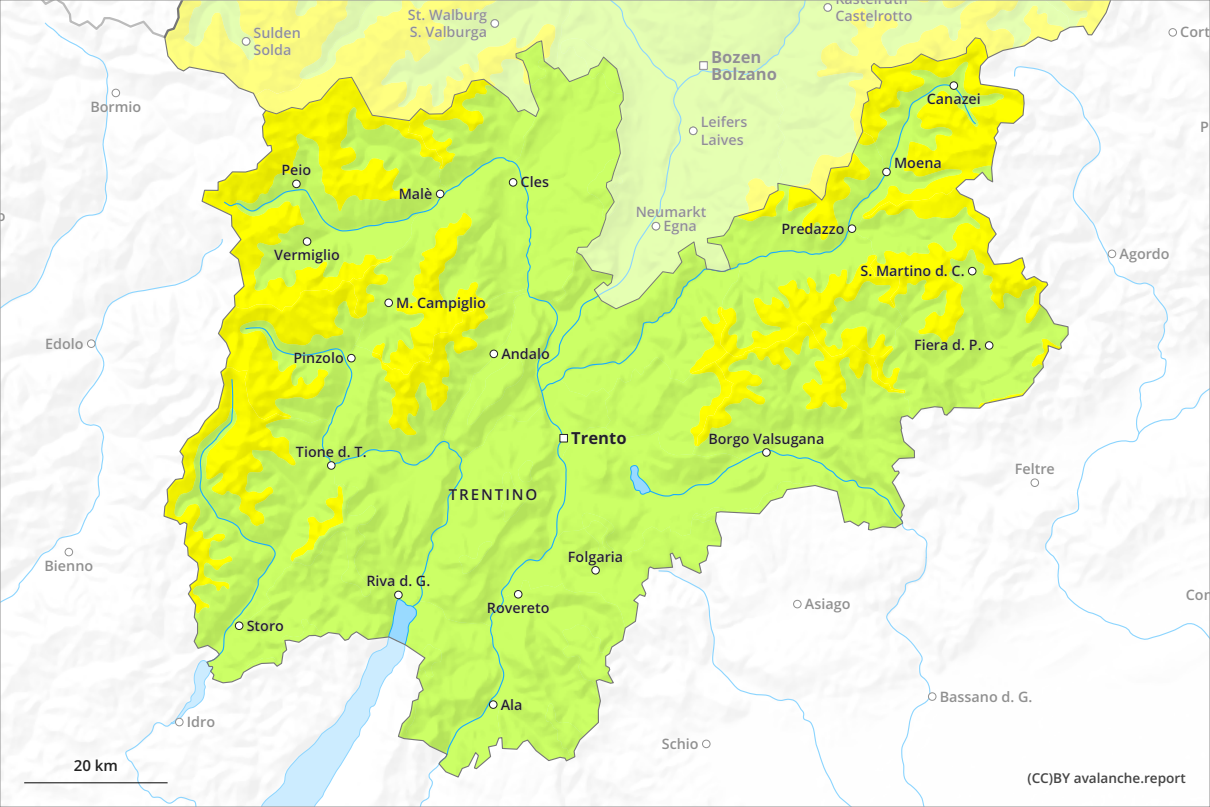 Kastelruth
Castelrotto
St. Walburg
S. Valburga
Sulden
Solda
Cort
Bozen
Bolzano
Bormio
Canazei
Leifers
Laives
P
Peio
Moena
Malè
Cles
Neumarkt
Egna
Predazzo
Vermiglio
Agordo
S. Martino d. C.
M. Campiglio
Edolo
Pinzolo
Andalo
Fiera d. P.
Trento
Borgo Valsugana
Tione d. T.
Feltre
TRENTINO
Bienno
Folgaria
Riva d. G.
Rovereto
Asiago
Cor
Storo
Bassano d. G.
Ala
Idro
Schio
20 km
(CC)BY avalanche.report